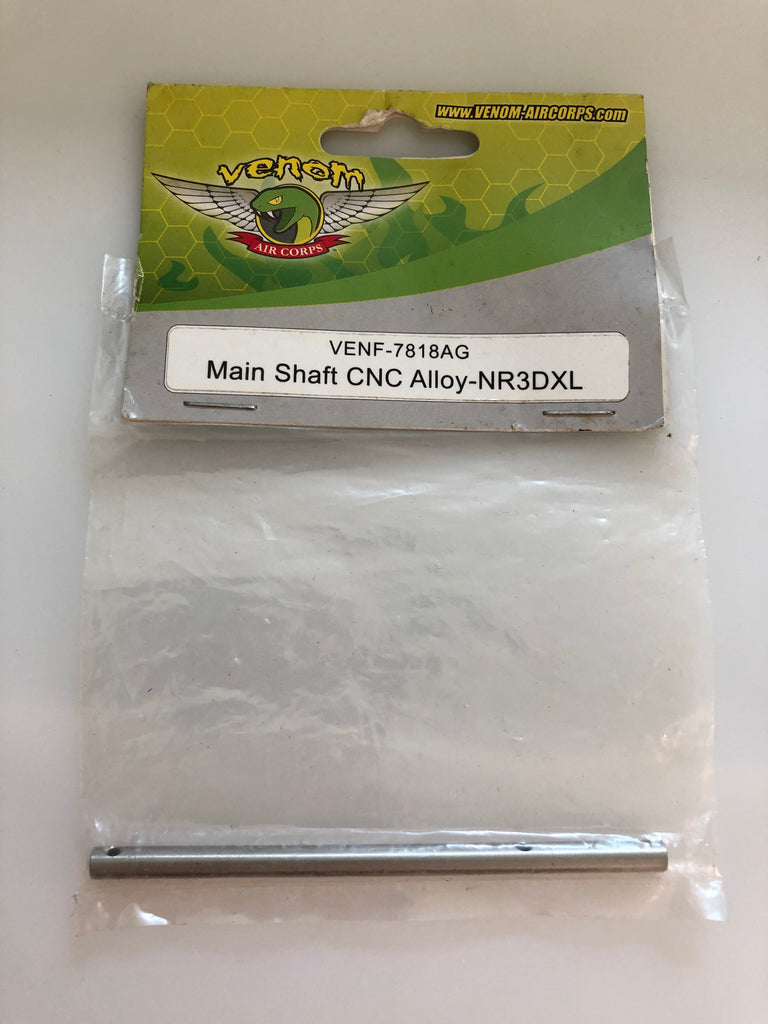 www.VENOM-AIRCORPS.com
venom
AIR CORPS
VENF-7818AG
Main Shaft CNC Alloy-NR3DXL